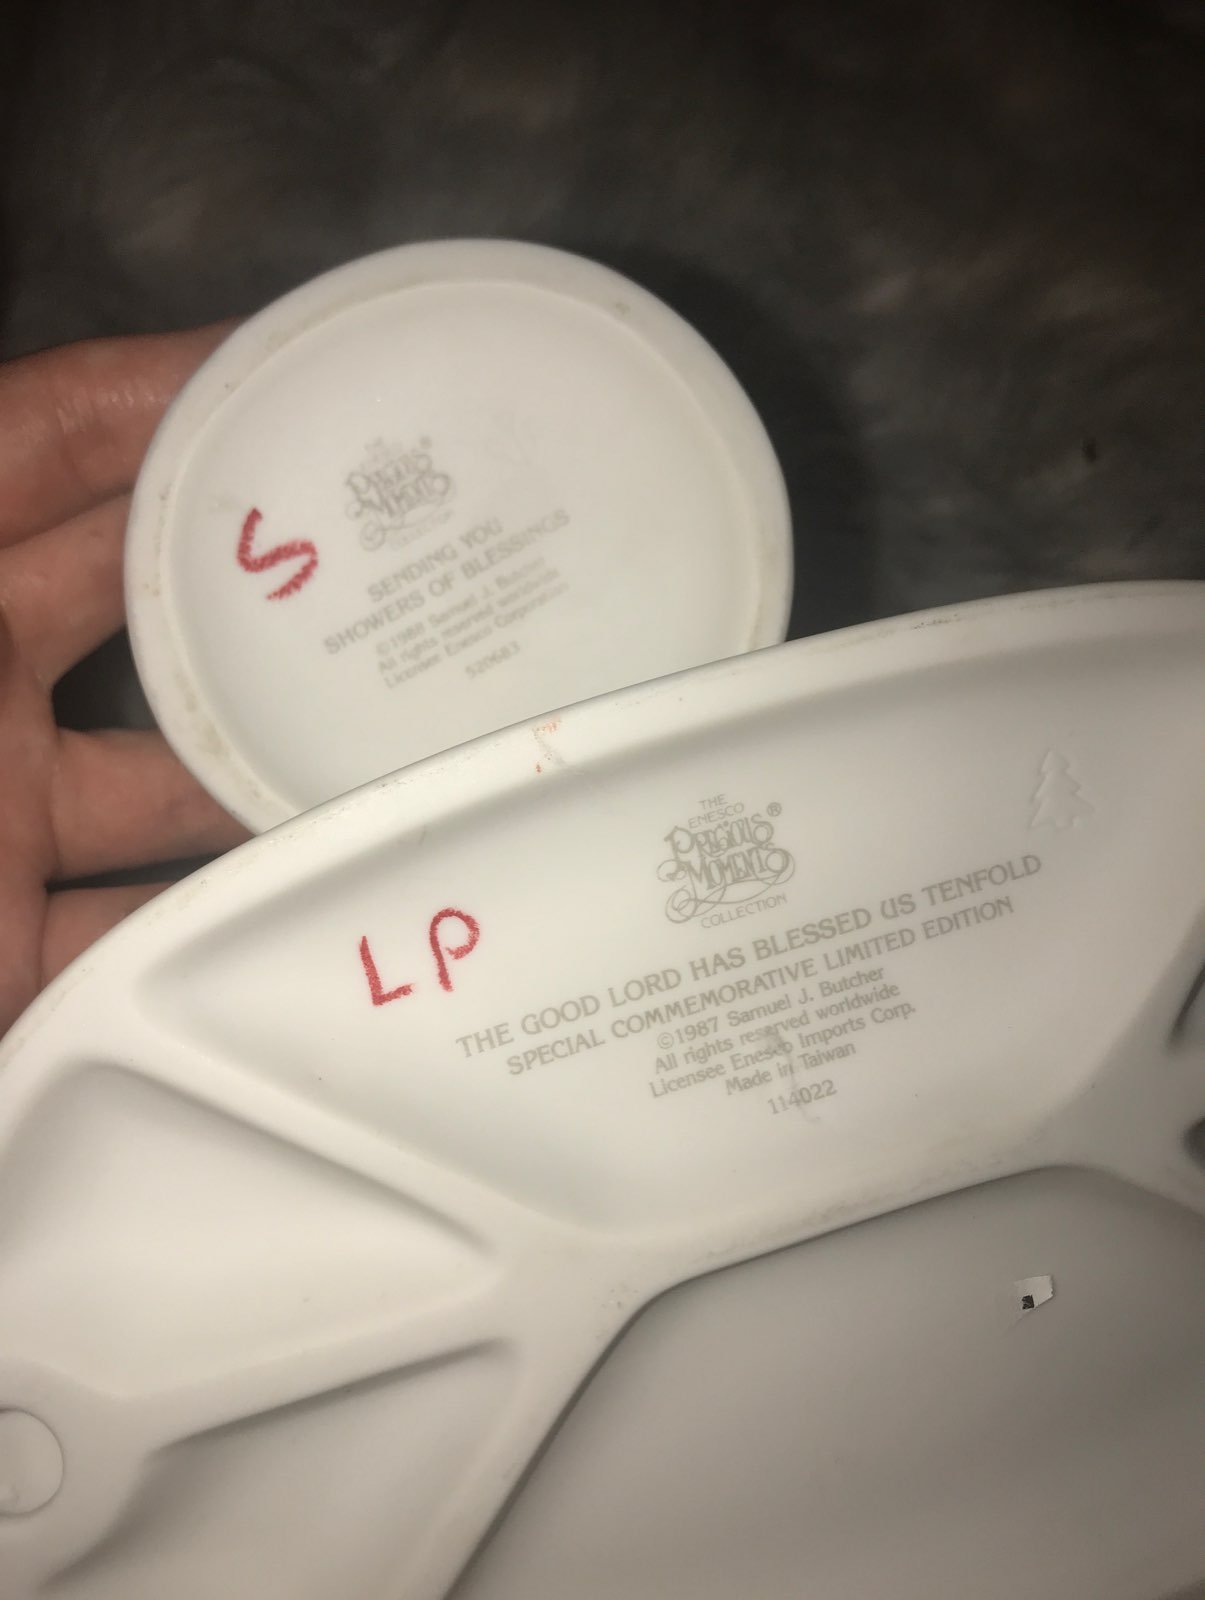 THE
PRECIOUS
MOMENTS
®
COLLECTION
S
SENDING YOU
SHOWERS OF BLESSINGS
©1988 Samuel J. Butcher
All rights reserved worldwide
Licensee Enesco Corporation
520683
THE
ENESCO
PRECIOUS
MOMENTS
®
COLLECTION
LP
THE GOOD LORD HAS BLESSED US TENFOLD
SPECIAL COMMEMORATIVE LIMITED EDITION
©1987 Samuel J. Butcher
All rights reserved worldwide
Licensee Enesco Imports Corp.
Made in Taiwan
114022